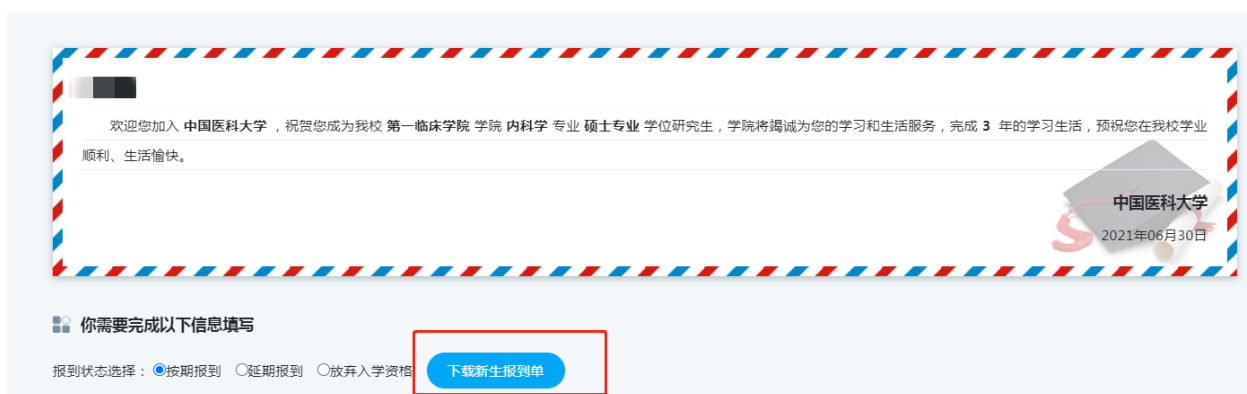 欢迎您加入 中国医科大学 ，祝贺您成为我校 第一临床学院 学院 内科学 专业 硕士专业 学位研究生，学院将竭诚为您的学习和生活服务，完成 3 年的学习生活，预祝您在我校学业
顺利、生活愉快。
中国医科大学
2021年06月30日
你需要完成以下信息填写
报到状态选择：按期报到 延期报到 放弃入学资格 下载新生报到单